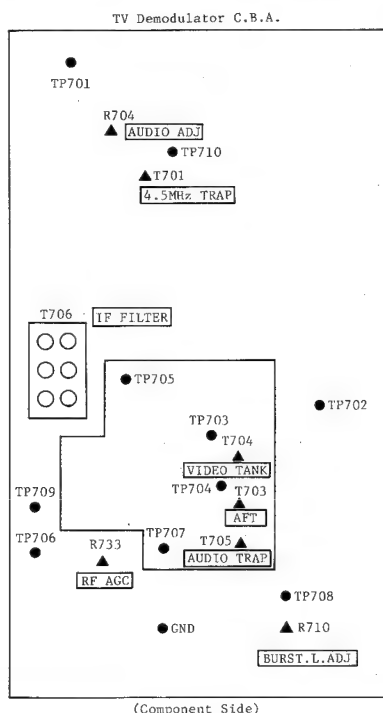 TV Demodulator C.B.A.
TP701
R704
AUDIO ADJ
TP710
T701
4.5MHz TRAP
T706
IF FILTER
TP705
TP702
TP703
T704
VIDEO TANK
TP704
T703
AFT
TP709
TP706
R733
RF AGC
TP707
T705
AUDIO TRAP
TP708
GND
R710
BURST.L.ADJ
(Component Side)